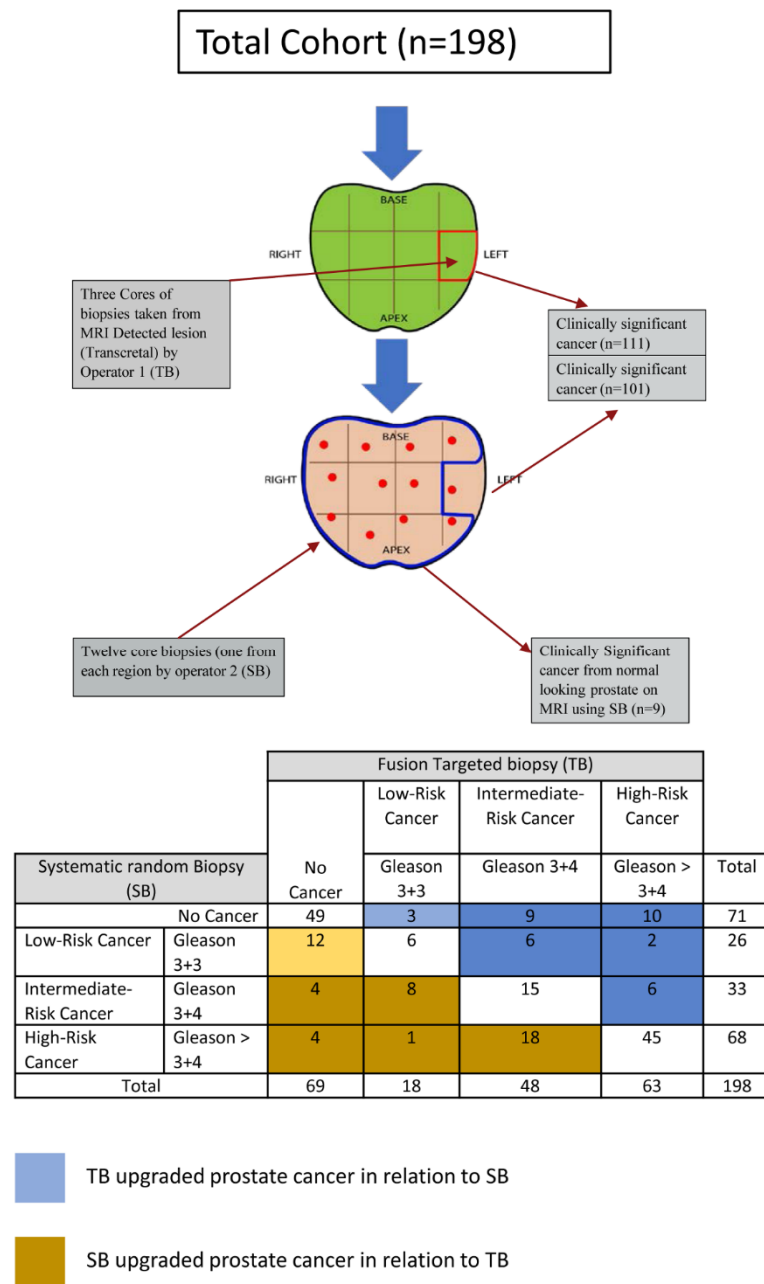 Total Cohort (n=198)
BASE
RIGHT
LEFT
APEX
Three Cores of
biopsies taken from
MRI Detected lesion
(Transcretal) by
Operator 1 (TB)
Clinically significant
cancer (n=111)
Clinically significant
cancer (n=101)
BASE
RIGHT
LEFT
APEX
Twelve core biopsies (one from
each region by operator 2 (SB)
Clinically Significant
cancer from normal
looking prostate on
MRI using SB (n=9)
Fusion Targeted biopsy (TB)
Low-Risk
Cancer
Intermediate-
Risk Cancer
High-Risk
Cancer
Systematic random Biopsy
(SB)
No
Cancer
Gleason
3+3
Gleason 3+4
Gleason >
3+4
Total
No Cancer 49 3 9 10 71
Low-Risk Cancer Gleason
3+3
12 6 6 2 26
Intermediate-
Risk Cancer
Gleason
3+4
4 8 15 6 33
High-Risk
Cancer
Gleason >
3+4
4 1 18 45 68
Total 69 18 48 63 198
TB upgraded prostate cancer in relation to SB
SB upgraded prostate cancer in relation to TB